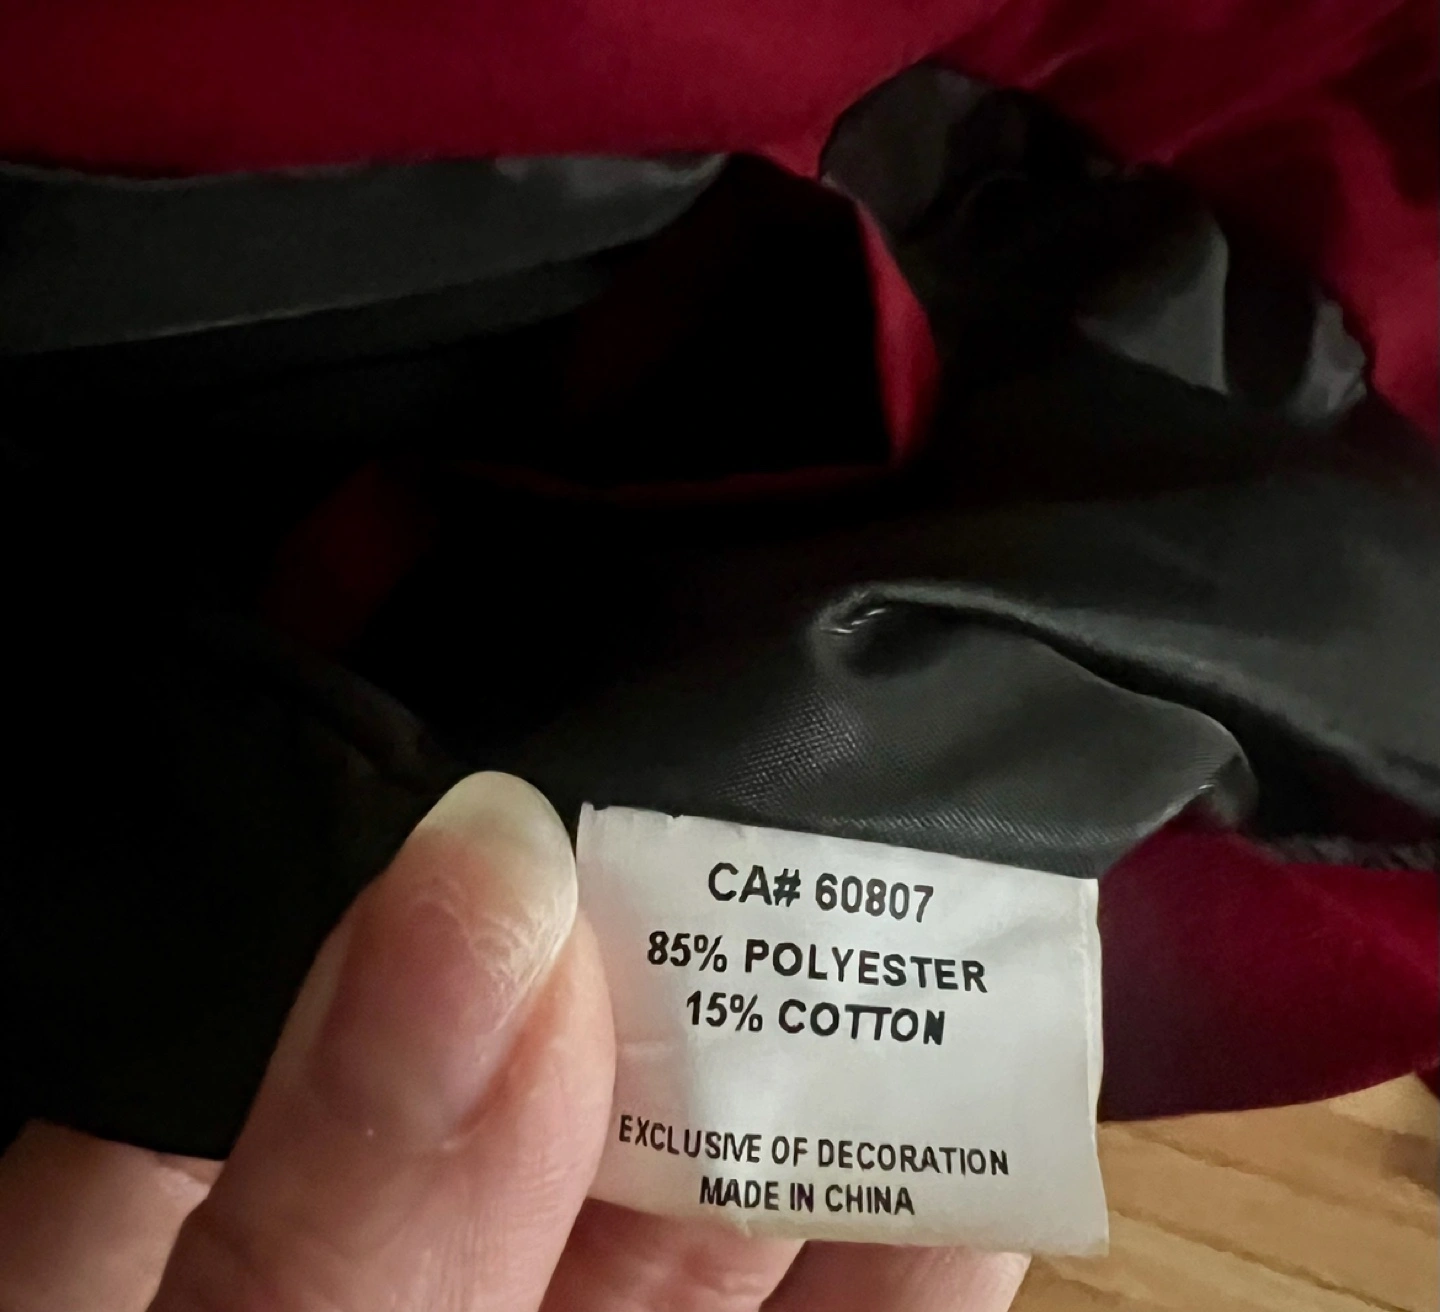 CA# 60807
85% POLYESTER
15% COTTON
EXCLUSIVE OF DECORATION
MADE IN CHINA